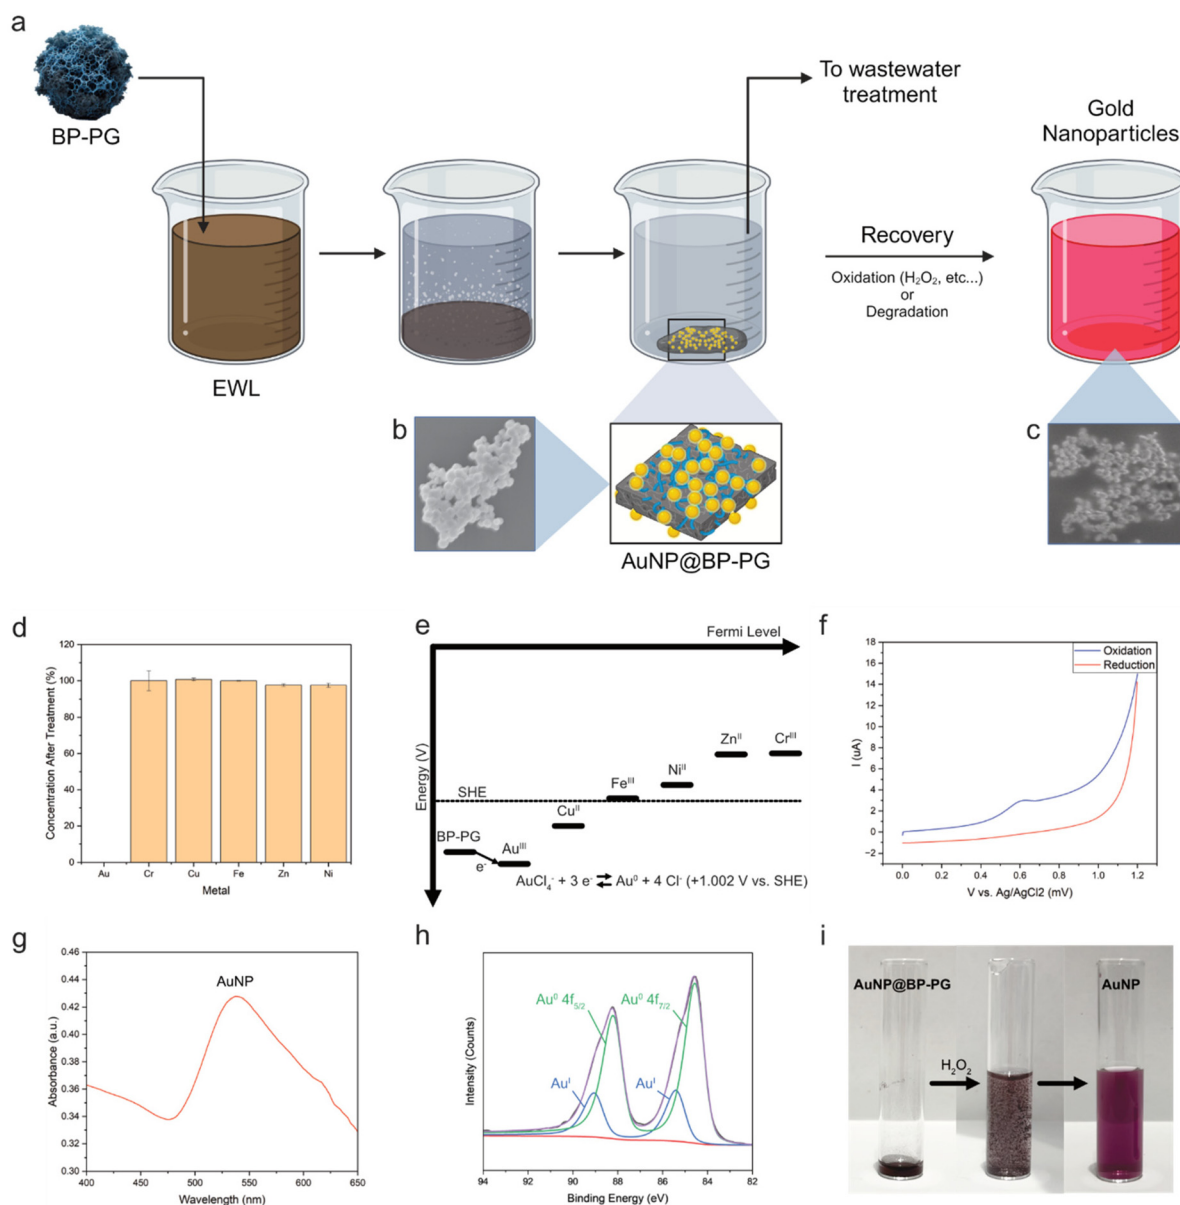 a
BP-PG
To wastewater
treatment
Gold
Nanoparticles
Recovery
Oxidation (H₂O₂, etc...)
or
Degradation
EWL
b
AuNP@BP-PG
c
d
Concentration After Treatment (%)
120
100
80
60
40
20
0
Au Cr Cu Fe Zn Ni
Metal
e
Fermi Level
Energy (V)
SHE
BP-PG
e⁻
Auᴵᴵᴵ
Cuᴵᴵ
Feᴵᴵᴵ
Niᴵᴵ
Znᴵᴵ
Crᴵᴵᴵ
AuCl₄⁻ + 3 e⁻ ⇄ Au⁰ + 4 Cl⁻ (+1.002 V vs. SHE)
f
I (uA)
18
16
14
12
10
8
6
4
2
0
-2
Oxidation
Reduction
0.0 0.2 0.4 0.6 0.8 1.0 1.2
V vs. Ag/AgCl2 (mV)
g
Absorbance (a.u.)
0.46
0.44
0.42
0.40
0.38
0.36
0.34
0.32
0.30
AuNP
400 450 500 550 600 650
Wavelength (nm)
h
Intensity (Counts)
Au⁰ 4f₅/₂
Au⁰ 4f₇/₂
Auᴵ
Auᴵ
94 92 90 88 86 84 82
Binding Energy (eV)
i
AuNP@BP-PG
H₂O₂
AuNP